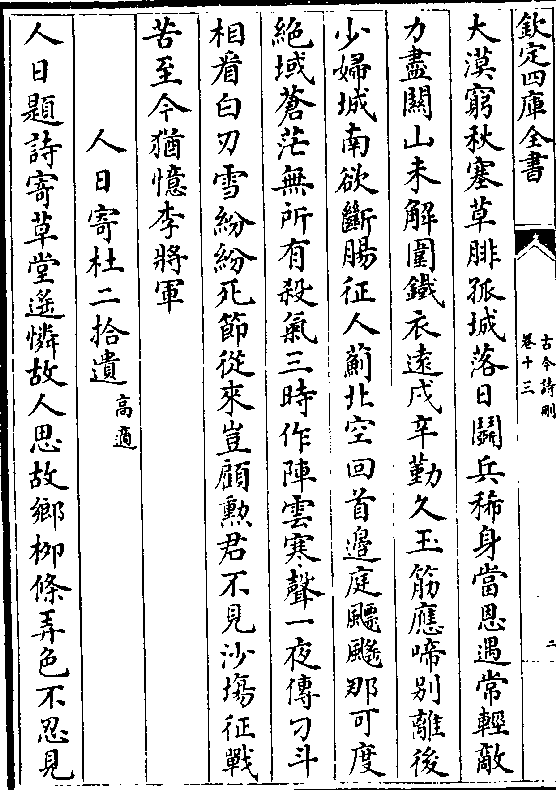 欽定四庫全書
古今詩刪
卷十三
二
大漠窮秋塞草腓孤城落日鬬兵稀身當恩遇常輕敵
力盡關山未解圍鐵衣遠戍辛勤久玉筯應啼别離後
少婦城南欲斷腸征人薊北空回首邉庭飃颻那可度
絶域蒼茫無所有殺氣三時作陣雲寒聲一夜傳刁斗
相看白刃雪紛紛死節從來豈顧勲君不見沙塲征戰
苦至今猶憶李將軍
人日寄杜二拾遺
高適
人日題詩寄草堂遥憐故人思故鄉栁條弄色不忍見